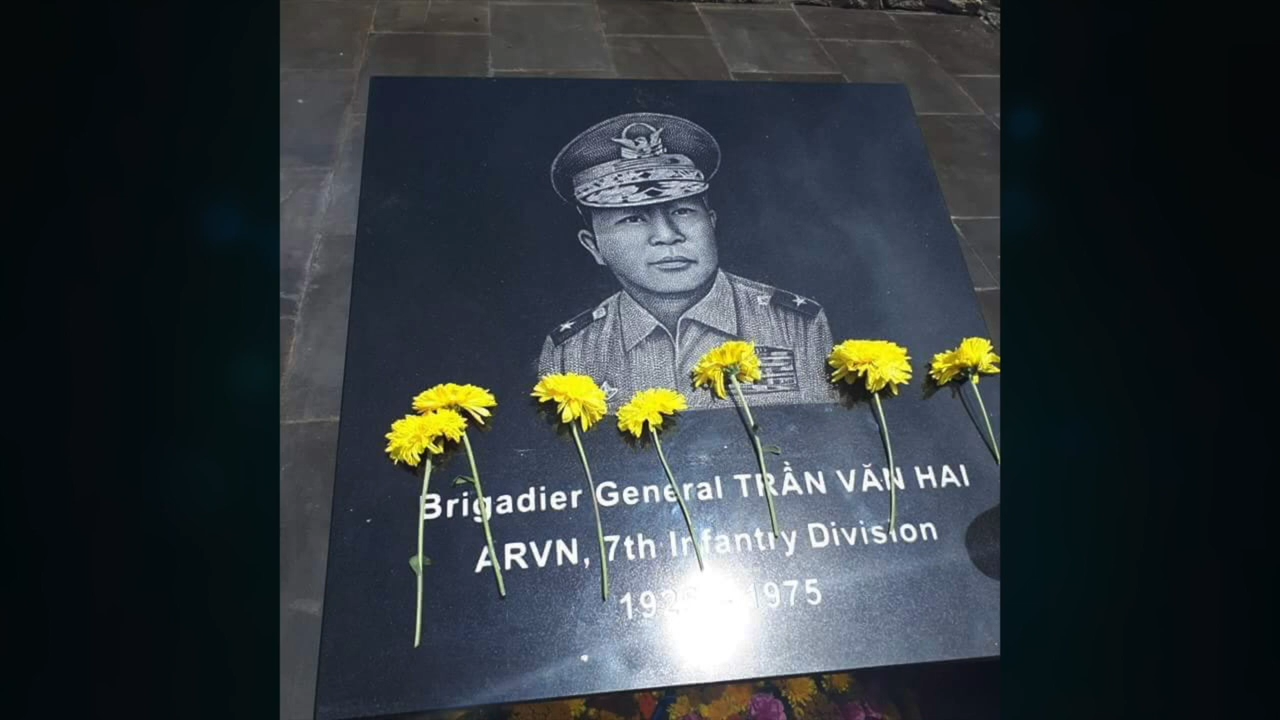 Brigadier General TRẦN VĂN HAI
ARVN, 7th Infantry Division
1975